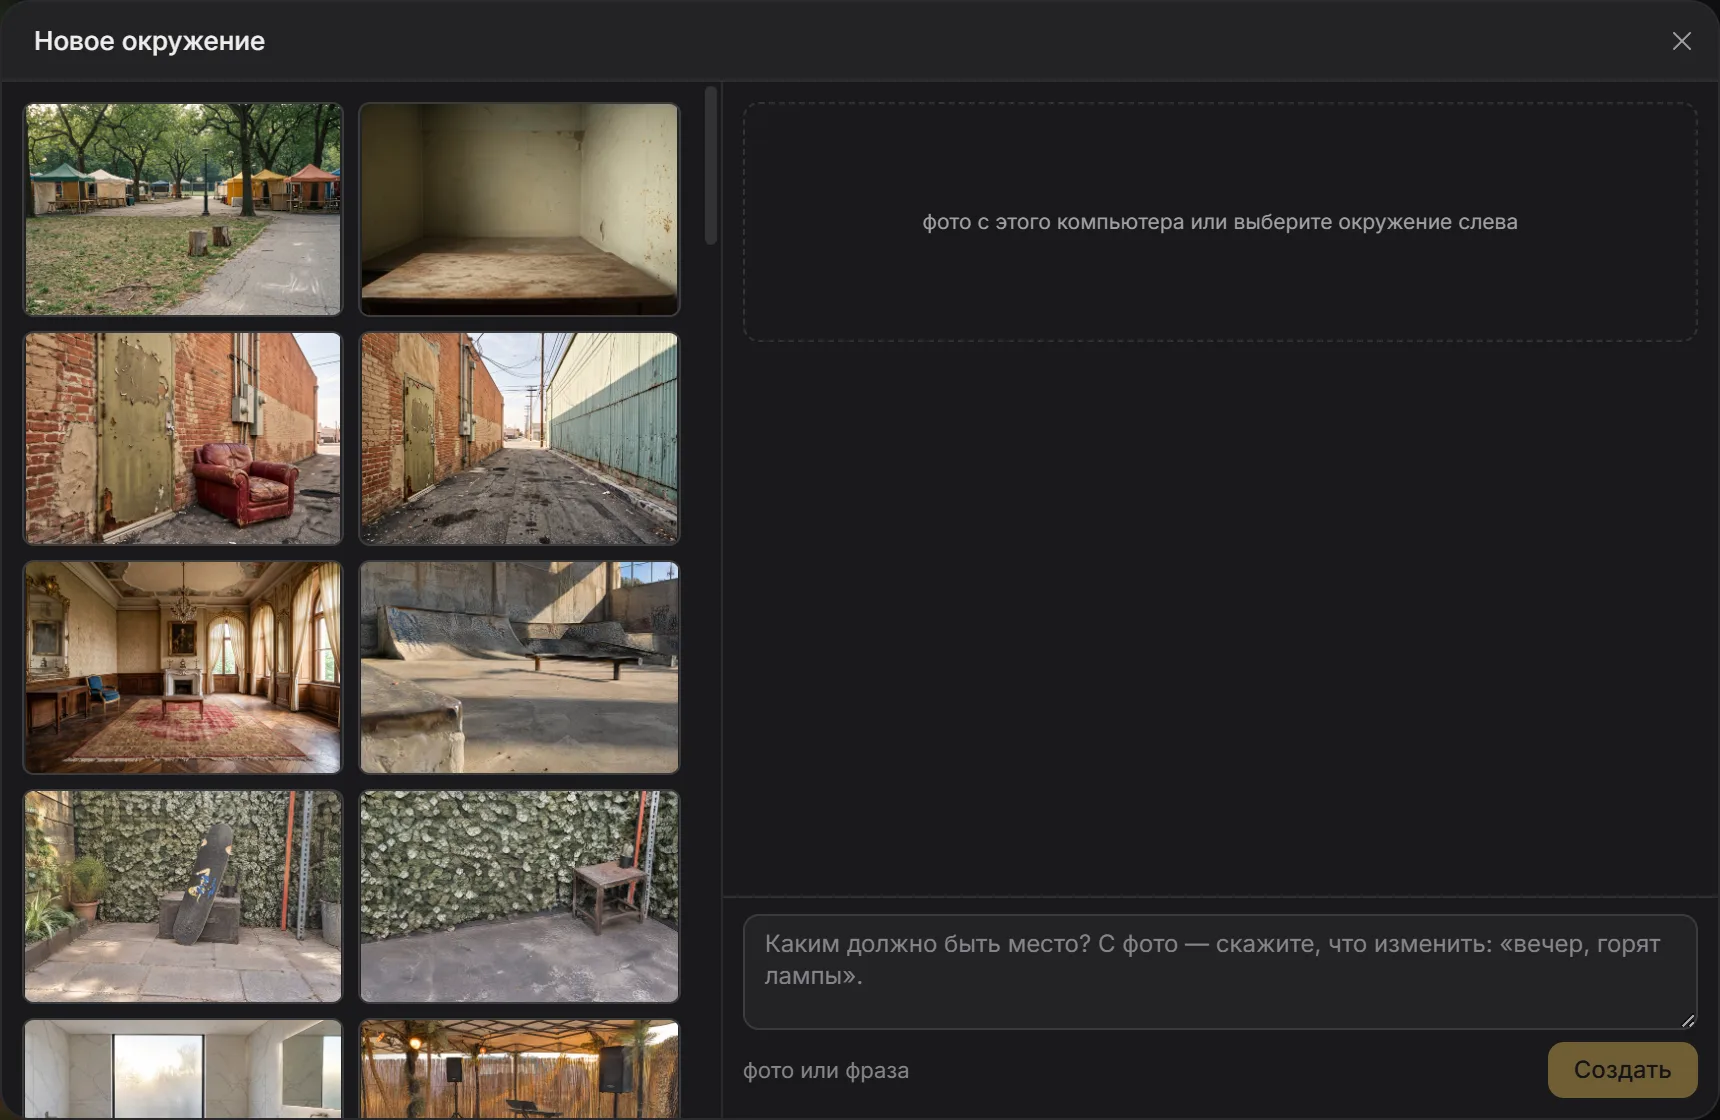 Новое окружение
фото с этого компьютера или выберите окружение слева
Каким должно быть место? С фото — скажите, что изменить: «вечер, горят
лампы».
фото или фраза
Создать